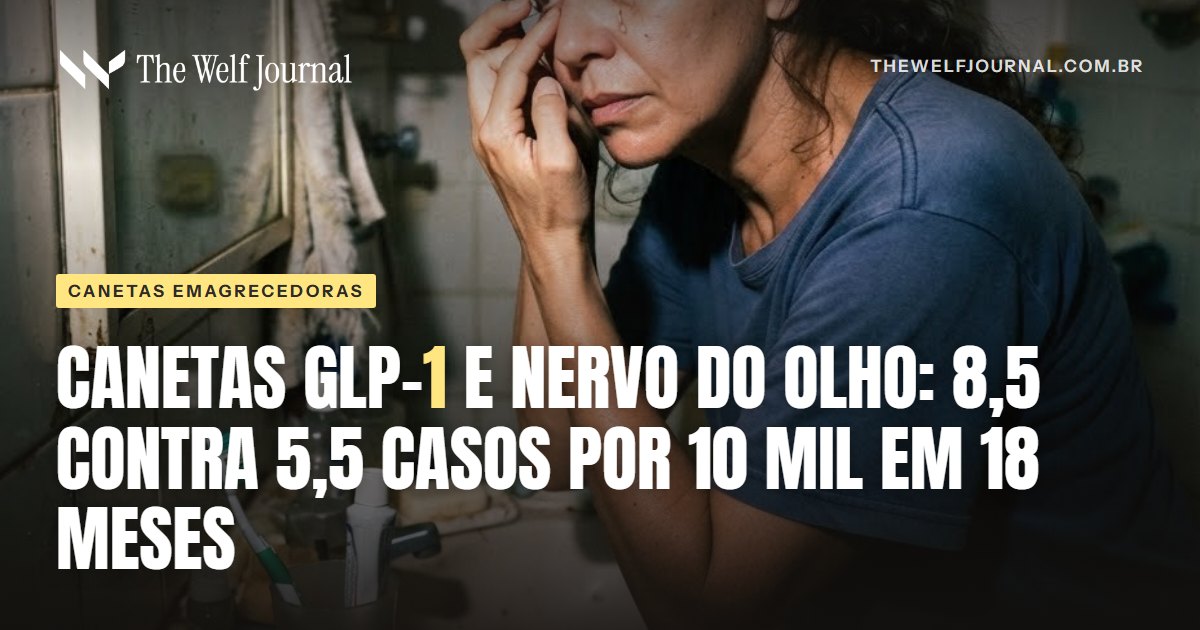 The Welf Journal
THEWELFJOURNAL.COM.BR
CANETAS EMAGRECEDORAS
CANETAS GLP-1 E NERVO DO OLHO: 8,5
CONTRA 5,5 CASOS POR 10 MIL EM 18
MESES